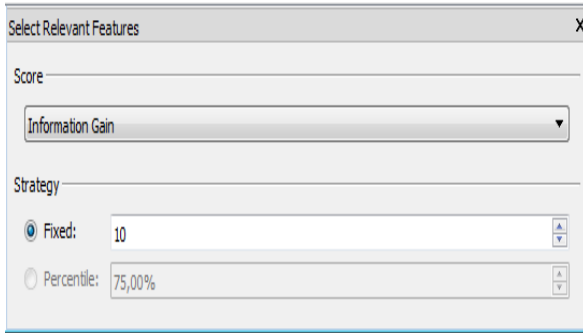 Select Relevant Features X
Score
Information Gain
Strategy
Fixed: 10
Percentile: 75,00%